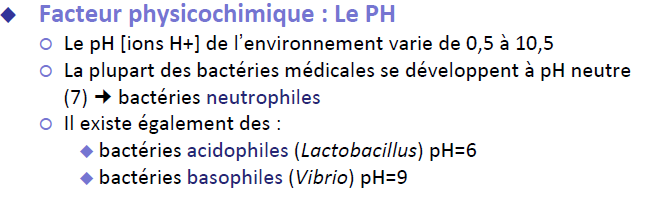 ◆ Facteur physicochimique : Le PH
○ Le pH [ions H+] de l'environnement varie de 0,5 à 10,5
○ La plupart des bactéries médicales se développent à pH neutre
(7) ➜ bactéries neutrophiles
○ Il existe également des :
◆ bactéries acidophiles (Lactobacillus) pH=6
◆ bactéries basophiles (Vibrio) pH=9